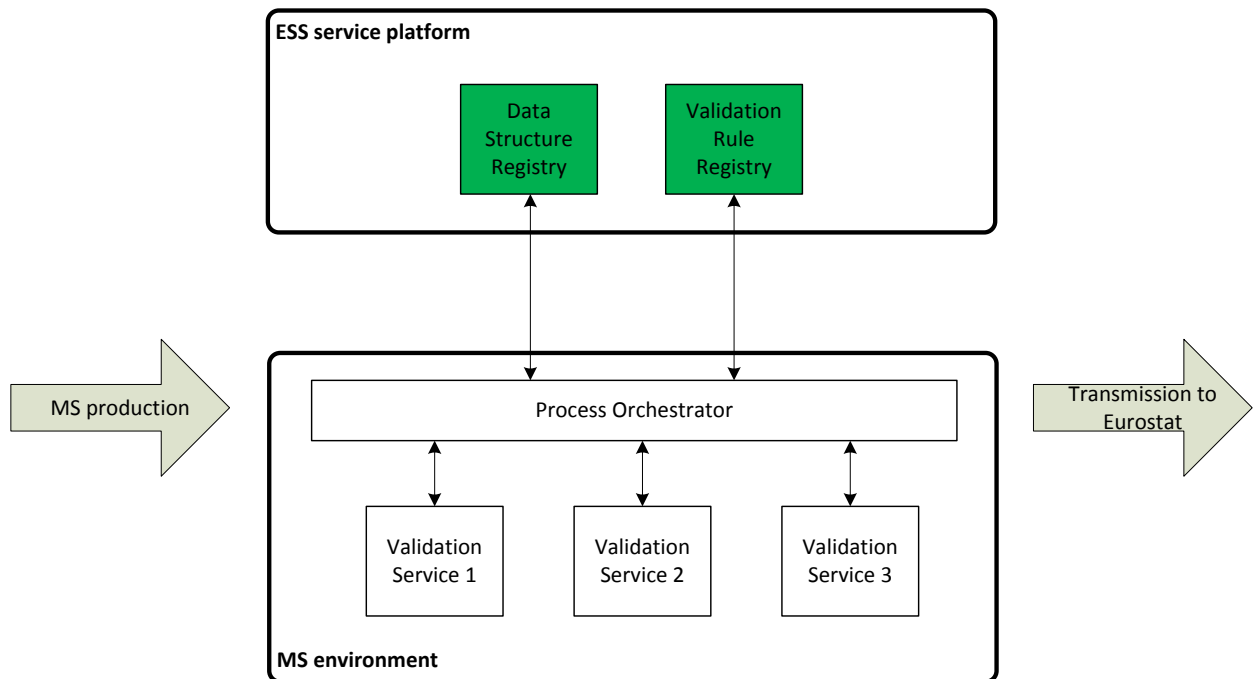 ESS service platform
Data
Structure
Registry
Validation
Rule
Registry
MS production
Process Orchestrator
Transmission to
Eurostat
Validation
Service 1
Validation
Service 2
Validation
Service 3
MS environment